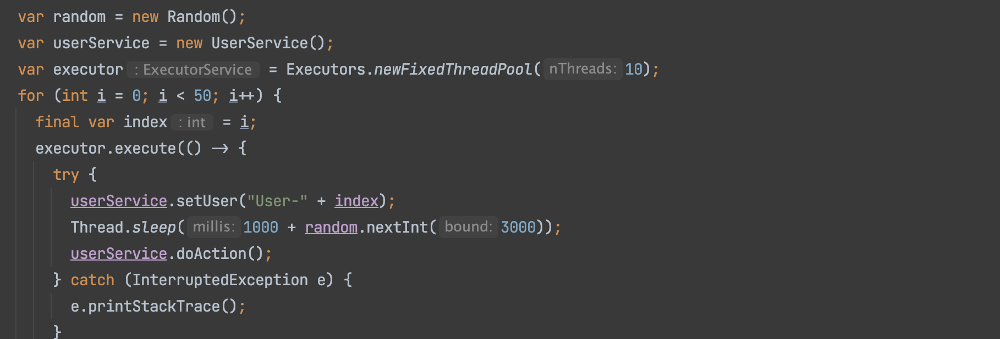 var random = new Random();
var userService = new UserService();
var executor : ExecutorService = Executors.newFixedThreadPool( nThreads: 10);
for (int i = 0; i < 50; i++) {
final var index : int = i;
executor.execute(() -> {
try {
userService.setUser("User-" + index);
Thread.sleep( millis: 1000 + random.nextInt( bound: 3000));
userService.doAction();
} catch (InterruptedException e) {
e.printStackTrace();
}